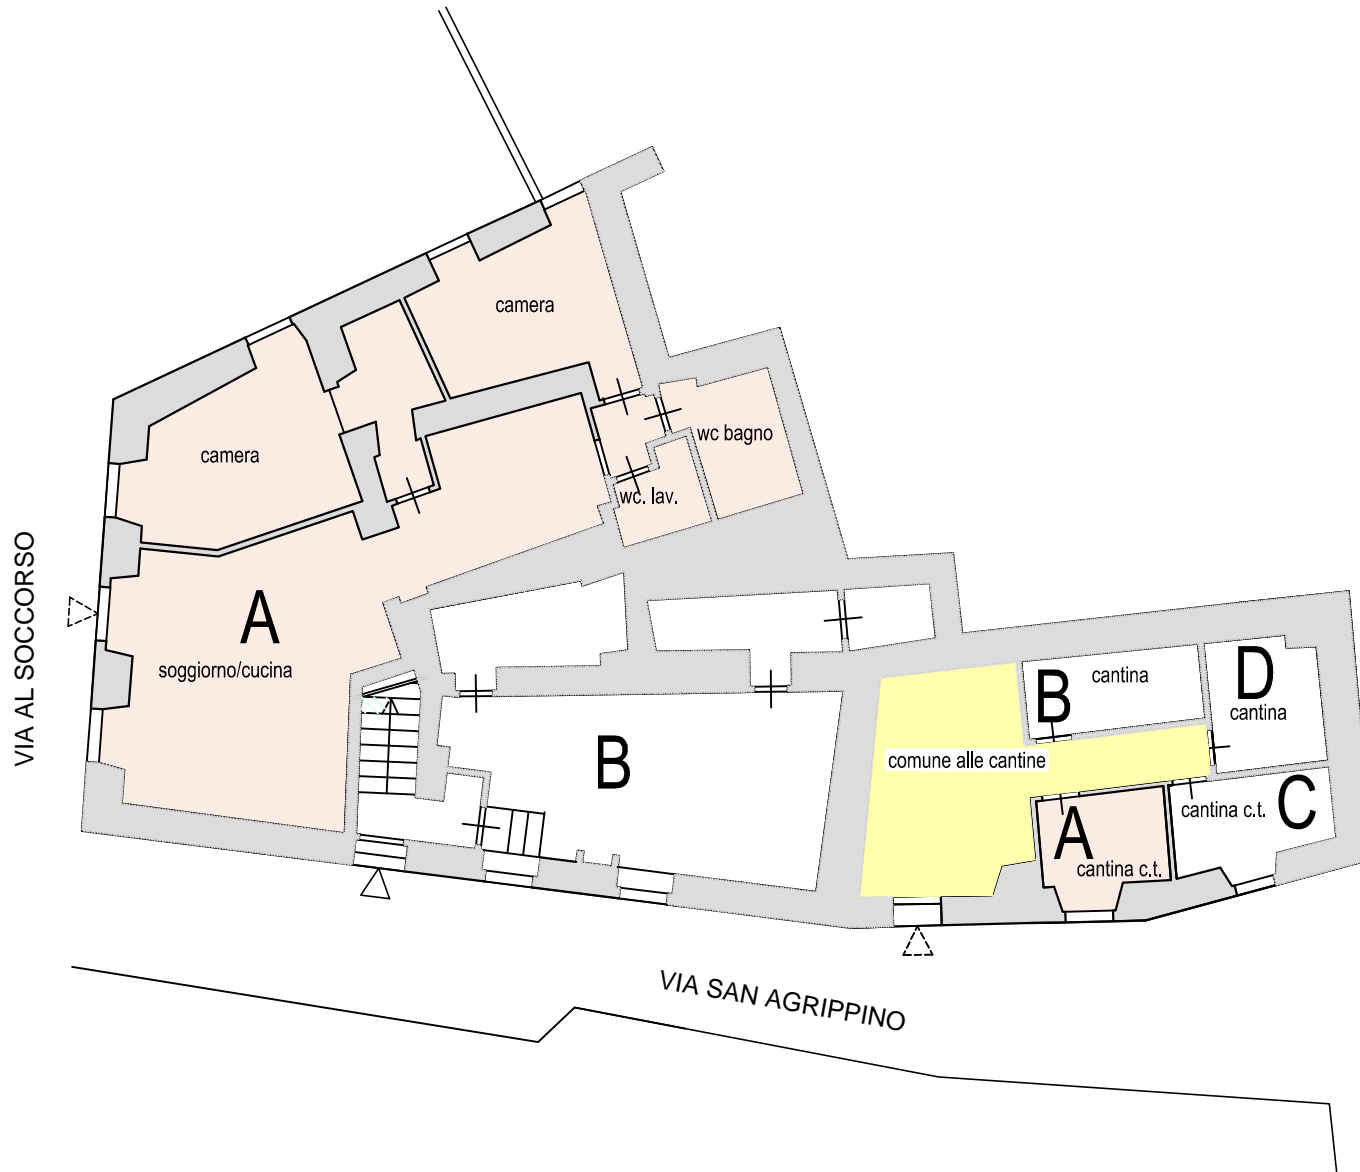 camera
camera
wc bagno
wc. lav.
A
soggiorno/cucina
VIA AL SOCCORSO
B
B
cantina
D
cantina
comune alle cantine
A
cantina c.t.
cantina c.t.
C
VIA SAN AGRIPPINO